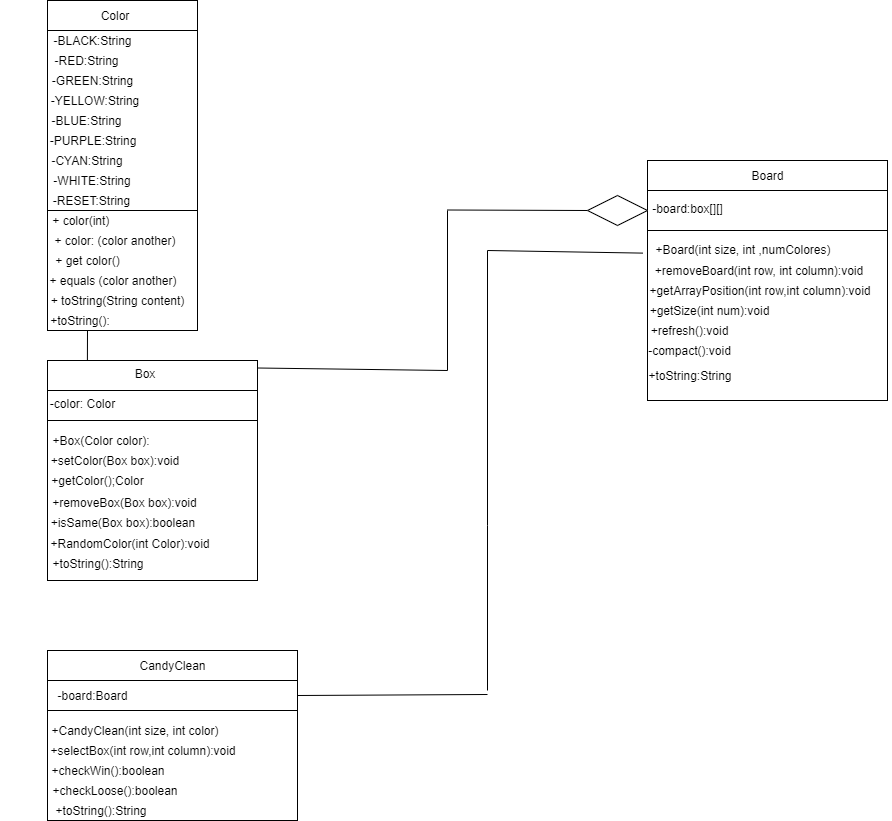 Color
-BLACK:String
-RED:String
-GREEN:String
-YELLOW:String
-BLUE:String
-PURPLE:String
-CYAN:String
-WHITE:String
-RESET:String
+ color(int)
+ color: (color another)
+ get color()
+ equals (color another)
+ toString(String content)
+toString():
Box
-color: Color
+Box(Color color):
+setColor(Box box):void
+getColor();Color
+removeBox(Box box):void
+isSame(Box box):boolean
+RandomColor(int Color):void
+toString():String
CandyClean
-board:Board
+CandyClean(int size, int color)
+selectBox(int row,int column):void
+checkWin():boolean
+checkLoose():boolean
+toString():String
Board
-board:box[][]
+Board(int size, int ,numColores)
+removeBoard(int row, int column):void
+getArrayPosition(int row,int column):void
+getSize(int num):void
+refresh():void
-compact():void
+toString:String